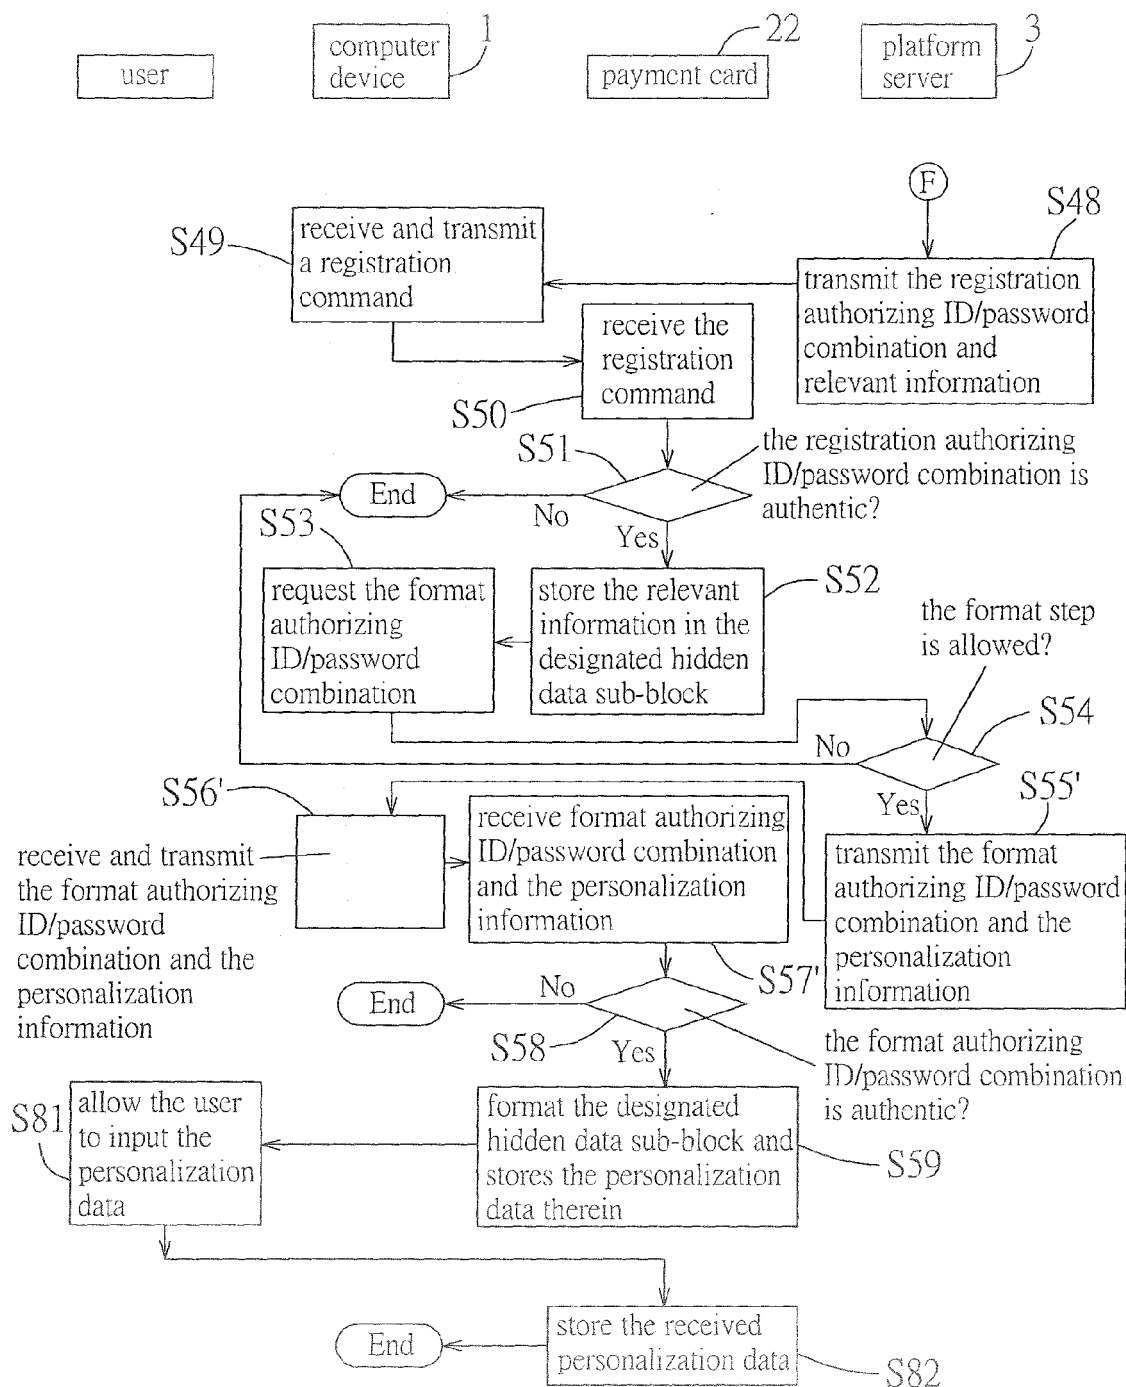 user
computer
device
1
payment card
22
platform
server
3
F
S48
transmit the registration
authorizing ID/password
combination and
relevant information
S49
receive and transmit
a registration
command
receive the
registration
command
S50
S51
the registration authorizing
ID/password combination is
authentic?
End
No
Yes
S53
request the format
authorizing
ID/password
combination
store the relevant
information in the
designated hidden
data sub-block
S52
the format step
is allowed?
S54
No
Yes
S55'
transmit the format
authorizing ID/password
combination and the
personalization
information
S56'
receive and transmit
the format authorizing
ID/password
combination and the
personalization
information
receive format authorizing
ID/password combination
and the personalization
information
S57'
End
No
S58
Yes
the format authorizing
ID/password combination
is authentic?
S81
allow the user
to input the
personalization
data
format the designated
hidden data sub-block and
stores the personalization
data therein
S59
End
store the received
personalization data
S82